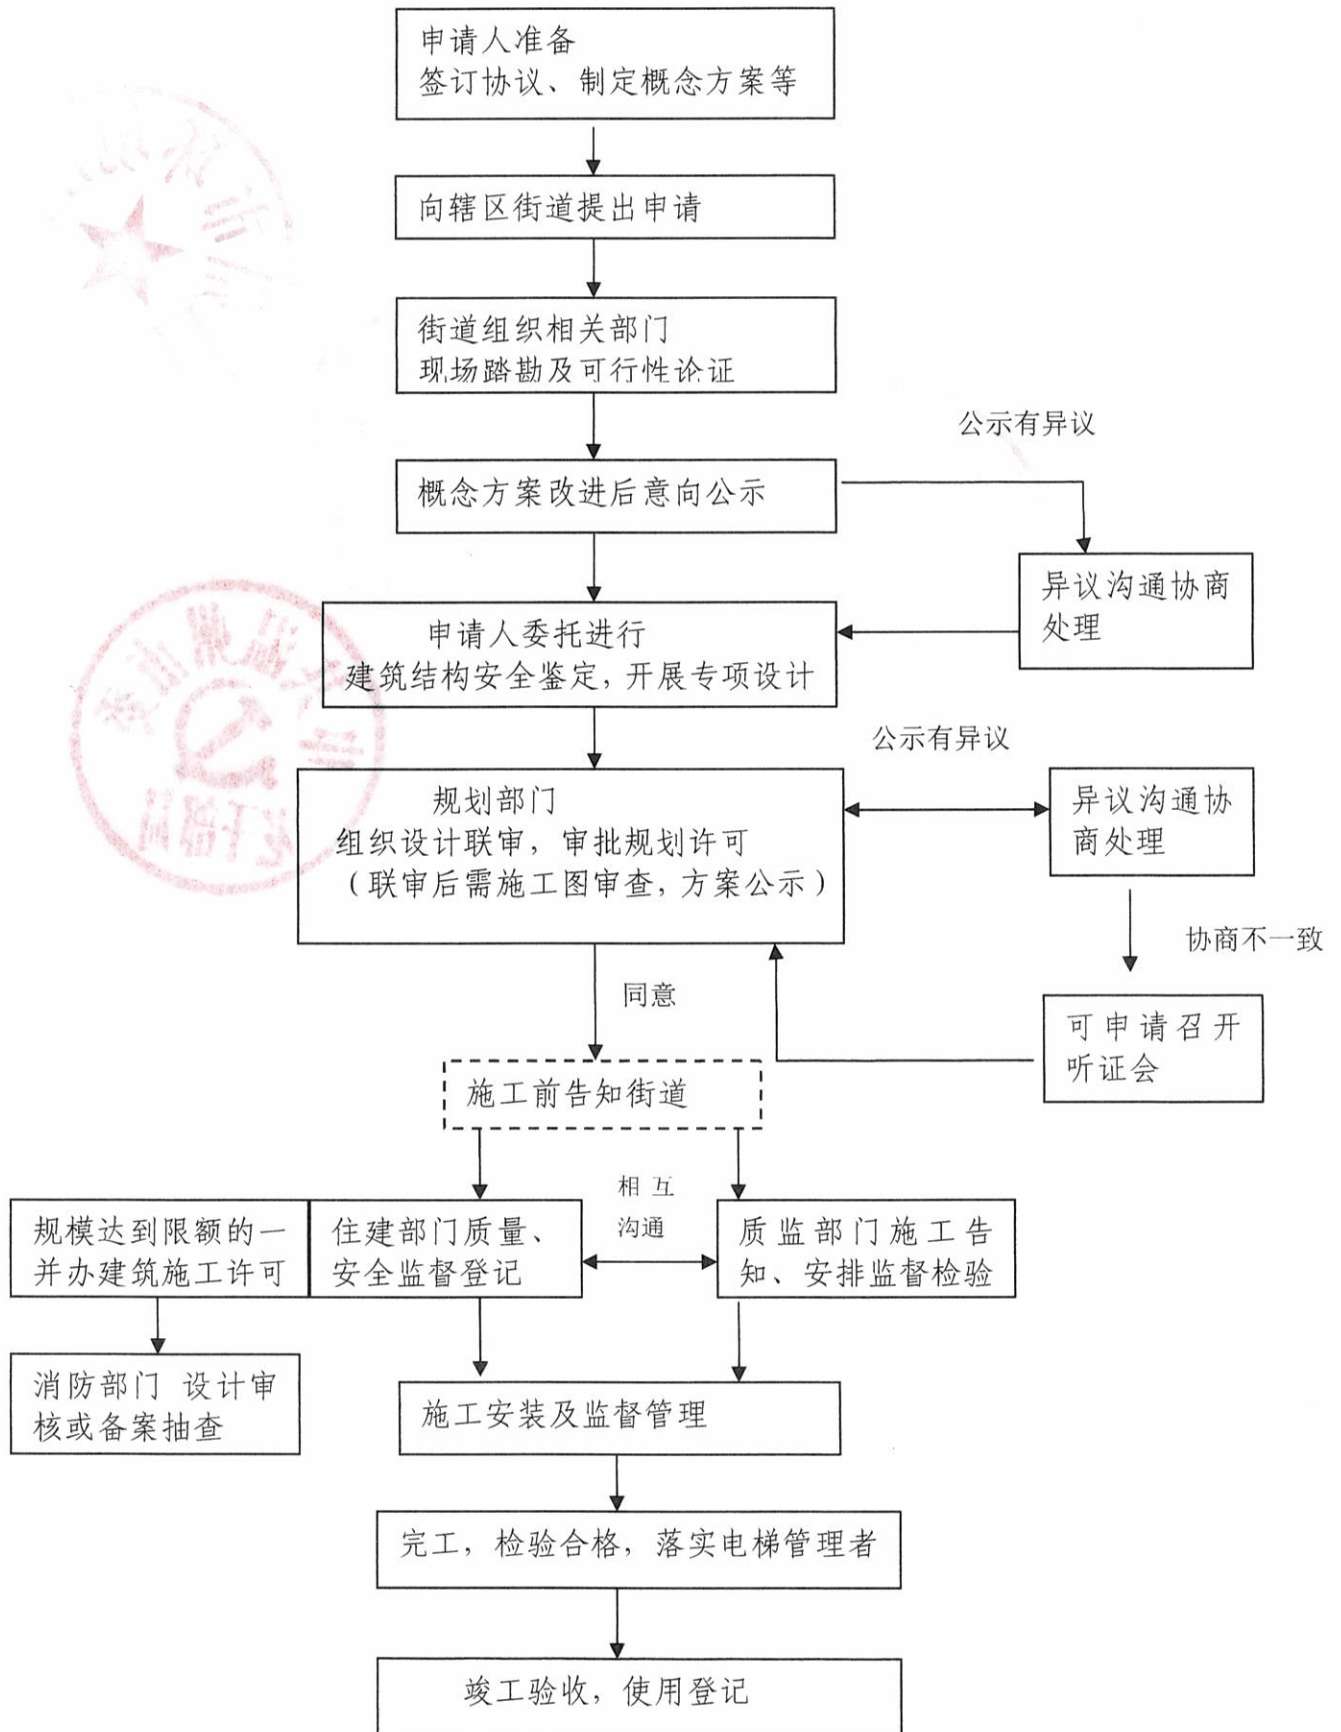 申请人准备
签订协议、制定概念方案等
向辖区街道提出申请
街道组织相关部门
现场踏勘及可行性论证
公示有异议
概念方案改进后意向公示
异议沟通协商
处理
申请人委托进行
建筑结构安全鉴定，开展专项设计
公示有异议
规划部门
组织设计联审，审批规划许可
（联审后需施工图审查，方案公示）
异议沟通协
商处理
协商不一致
同意
可申请召开
听证会
施工前告知街道
相互
沟通
规模达到限额的一
并办建筑施工许可
住建部门质量、
安全监督登记
质监部门施工告
知、安排监督检验
消防部门 设计审
核或备案抽查
施工安装及监督管理
完工，检验合格，落实电梯管理者
竣工验收，使用登记